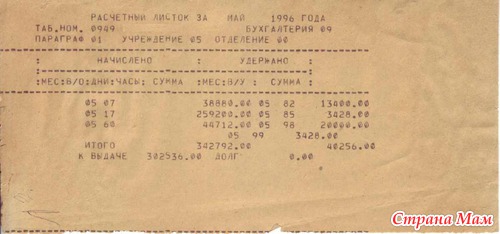 РАСЧЕТНЫЙ ЛИСТОК ЗА МАЙ 1996 ГОДА
ТАБ.НОМ. 0949 БУХГАЛТЕРИЯ 09
ПАРАГРАФ 01 УЧРЕЖДЕНИЕ 05 ОТДЕЛЕНИЕ 00
: НАЧИСЛЕНО : УДЕРЖАНО :
:МЕС:В/О:ДНИ:ЧАСЫ: СУММА :МЕС:В/У: СУММА :
05 07 38880.00 05 82 13400.00
05 17 259200.00 05 85 3428.00
05 60 44712.00 05 98 20000.00
05 99 3428.00
ИТОГО 342792.00 40256.00
К ВЫДАЧЕ 302536.00 ДОЛГ 0.00
Страна Мам